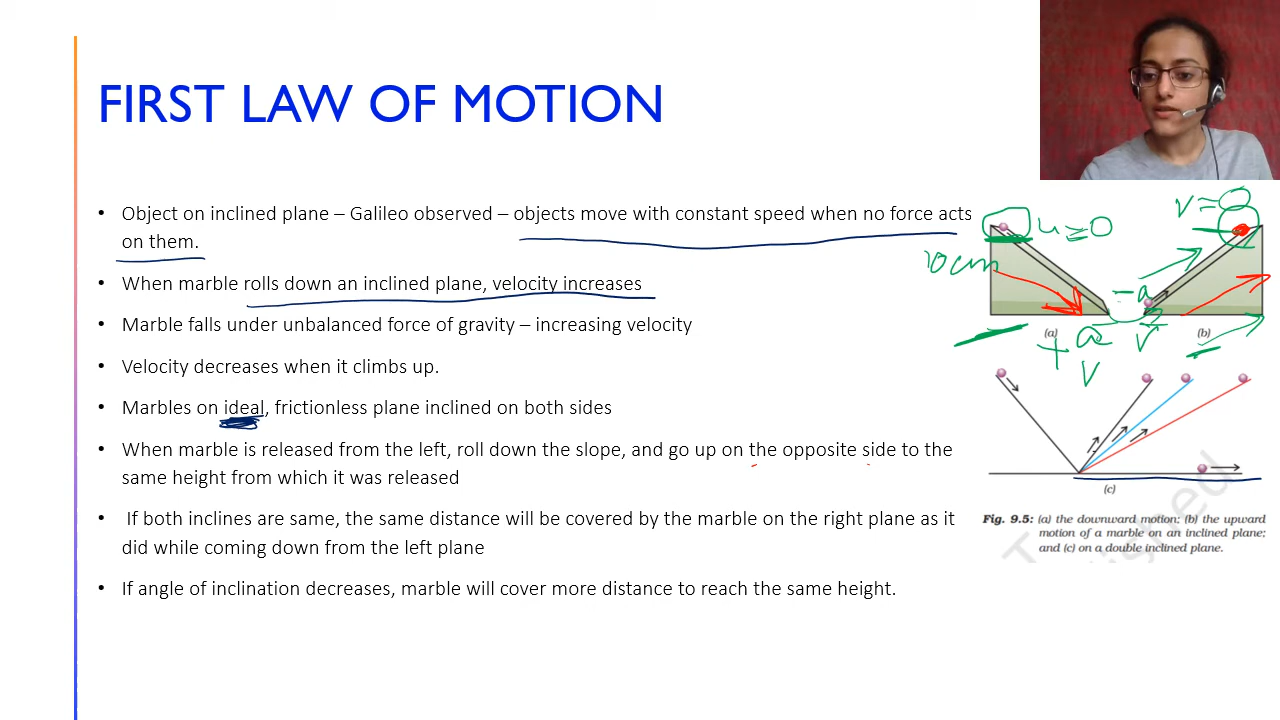 FIRST LAW OF MOTION
• Object on inclined plane – Galileo observed – objects move with constant speed when no force acts
on them.
• When marble rolls down an inclined plane, velocity increases
• Marble falls under unbalanced force of gravity – increasing velocity
• Velocity decreases when it climbs up.
• Marbles on ideal, frictionless plane inclined on both sides
• When marble is released from the left, roll down the slope, and go up on the opposite side to the
same height from which it was released
• If both inclines are same, the same distance will be covered by the marble on the right plane as it
did while coming down from the left plane
• If angle of inclination decreases, marble will cover more distance to reach the same height.
V=0
u=0
10cm
-a
(a)
(b)
+a
V
V
(c)
Fig. 9.5: (a) the downward motion; (b) the upward
motion of a marble on an inclined plane;
and (c) on a double inclined plane.